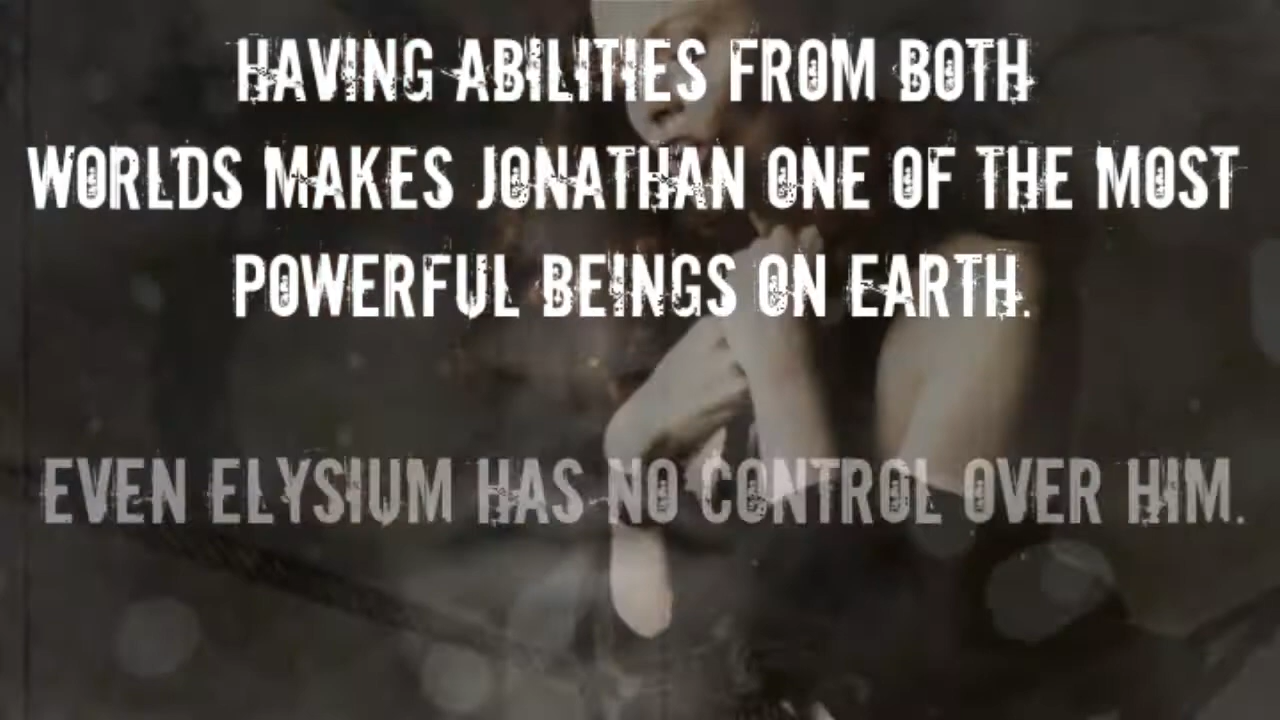 HAVING ABILITIES FROM BOTH
WORLDS MAKES JONATHAN ONE OF THE MOST
POWERFUL BEINGS ON EARTH.
EVEN ELYSIUM HAS NO CONTROL OVER HIM.